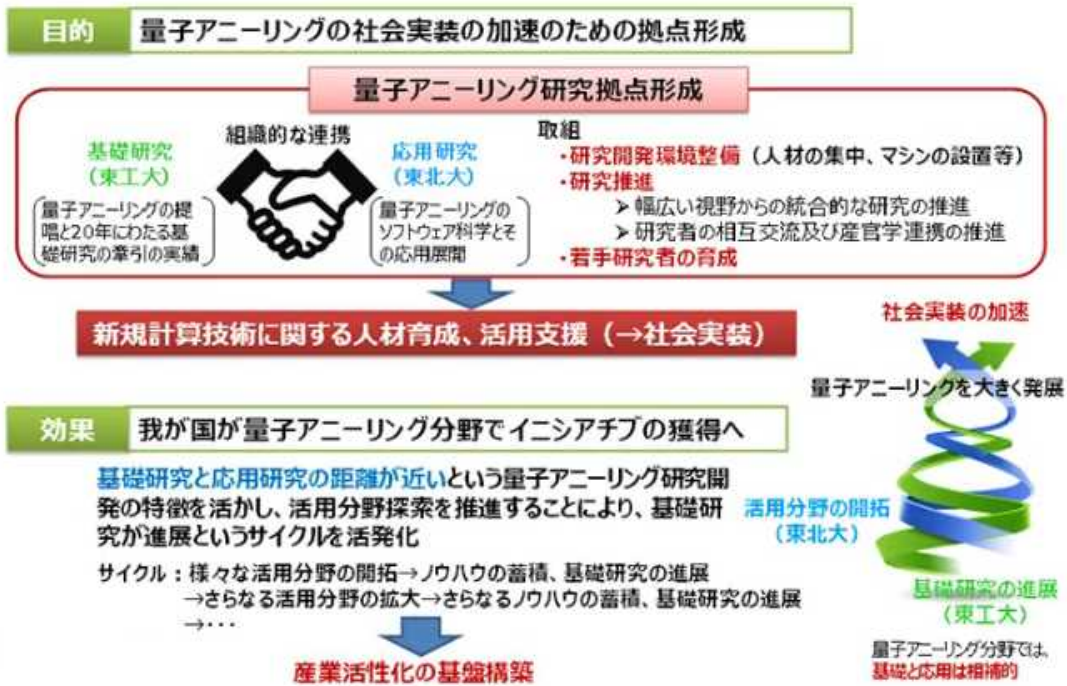 目的 量子アニーリングの社会実装の加速のための拠点形成
量子アニーリング研究拠点形成
組織的な連携
基礎研究
(東工大)
量子アニーリングの提
唱と20年にわたる基
礎研究の牽引の実績
応用研究
(東北大)
量子アニーリングの
ソフトウェア科学とそ
の応用展開
取組
・研究開発環境整備（人材の集中、マシンの設置等）
・研究推進
➢ 幅広い視野からの統合的な研究の推進
➢ 研究者の相互交流及び産官学連携の推進
・若手研究者の育成
新規計算技術に関する人材育成、活用支援（→社会実装）
社会実装の加速
量子アニーリングを大きく発展
効果 我が国が量子アニーリング分野でイニシアチブの獲得へ
基礎研究と応用研究の距離が近いという量子アニーリング研究開
発の特徴を活かし、活用分野探索を推進することにより、基礎研
究が進展というサイクルを活発化
サイクル：様々な活用分野の開拓→ノウハウの蓄積、基礎研究の進展
→さらなる活用分野の拡大→さらなるノウハウの蓄積、基礎研究の進展
→・・・
産業活性化の基盤構築
活用分野の開拓
(東北大)
基礎研究の進展
(東工大)
量子アニーリング分野では、
基礎と応用は相補的